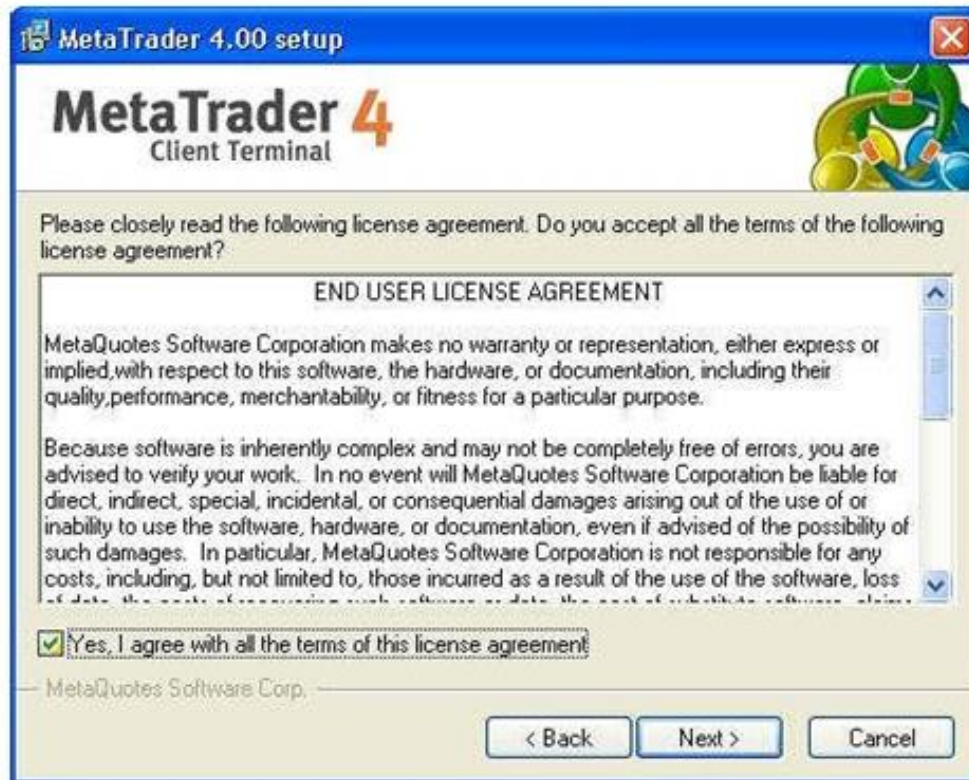 MetaTrader 4.00 setup
MetaTrader 4
Client Terminal
Please closely read the following license agreement. Do you accept all the terms of the following
license agreement?
END USER LICENSE AGREEMENT
MetaQuotes Software Corporation makes no warranty or representation, either express or
implied,with respect to this software, the hardware, or documentation, including their
quality,performance, merchantability, or fitness for a particular purpose.
Because software is inherently complex and may not be completely free of errors, you are
advised to verify your work. In no event will MetaQuotes Software Corporation be liable for
direct, indirect, special, incidental, or consequential damages arising out of the use of or
inability to use the software, hardware, or documentation, even if advised of the possibility of
such damages. In particular, MetaQuotes Software Corporation is not responsible for any
costs, including, but not limited to, those incurred as a result of the use of the software, loss
Yes, I agree with all the terms of this license agreement
MetaQuotes Software Corp.
< Back
Next >
Cancel